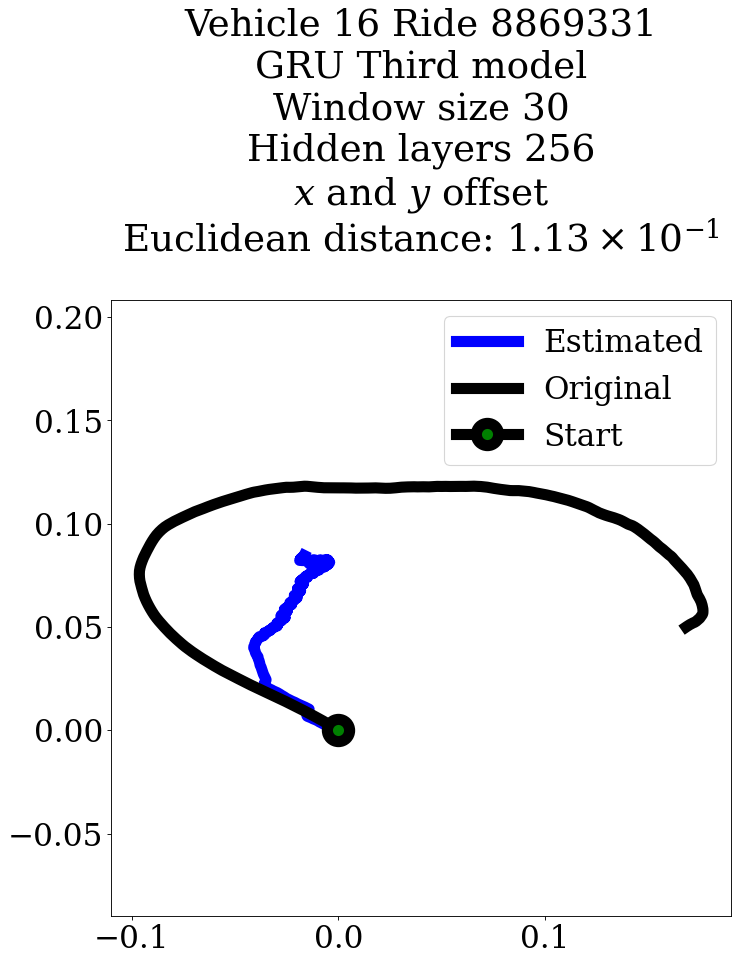 Vehicle 16 Ride 8869331
GRU Third model
Window size 30
Hidden layers 256
x and y offset
Euclidean distance: 1.13 × 10⁻¹
0.20
0.15
0.10
0.05
0.00
−0.05
−0.1
0.0
0.1
Estimated
Original
Start